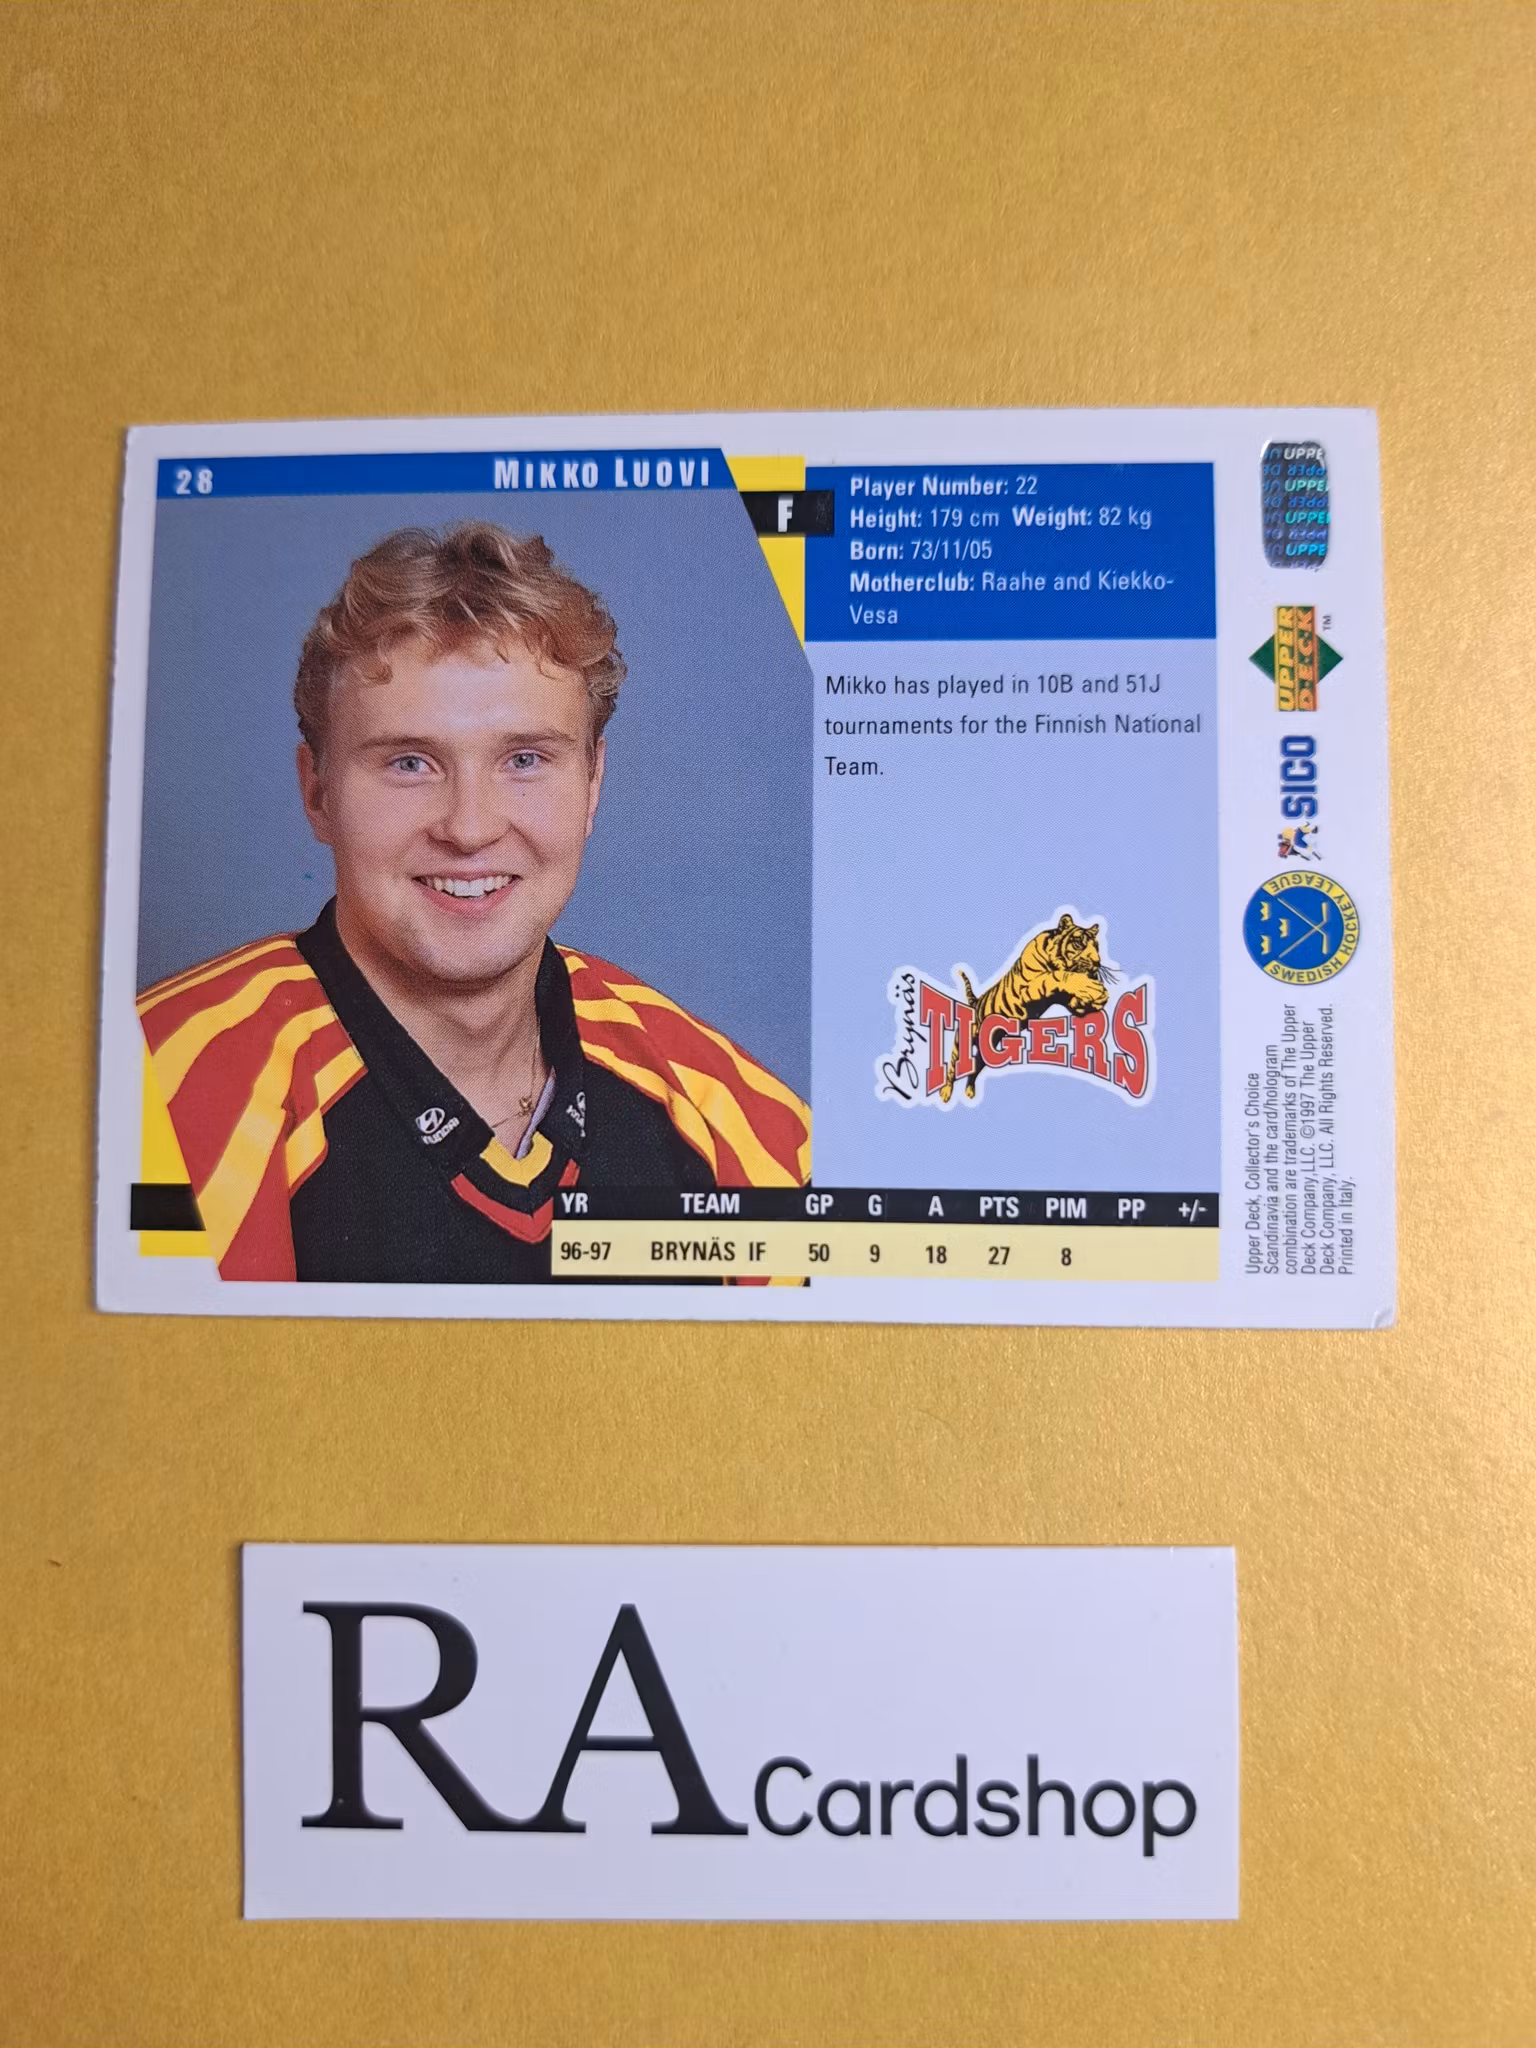 28
MIKKO LUOVI
F
Player Number: 22
Height: 179 cm Weight: 82 kg
Born: 73/11/05
Motherclub: Raahe and Kiekko-
Vesa
Mikko has played in 10B and 51J
tournaments for the Finnish National
Team.
Brynäs
TIGERS
HYUNDAI
YR TEAM GP G A PTS PIM PP +/-
96-97 BRYNÄS IF 50 9 18 27 8
UPPER
DECK™
SICO
SWEDISH HOCKEY LEAGUE
Upper Deck, Collector's Choice
Scandinavia and the card/hologram
combination are trademarks of The Upper
Deck Company, LLC. ©1997 The Upper
Deck Company, LLC. All Rights Reserved.
Printed in Italy.
RA Cardshop